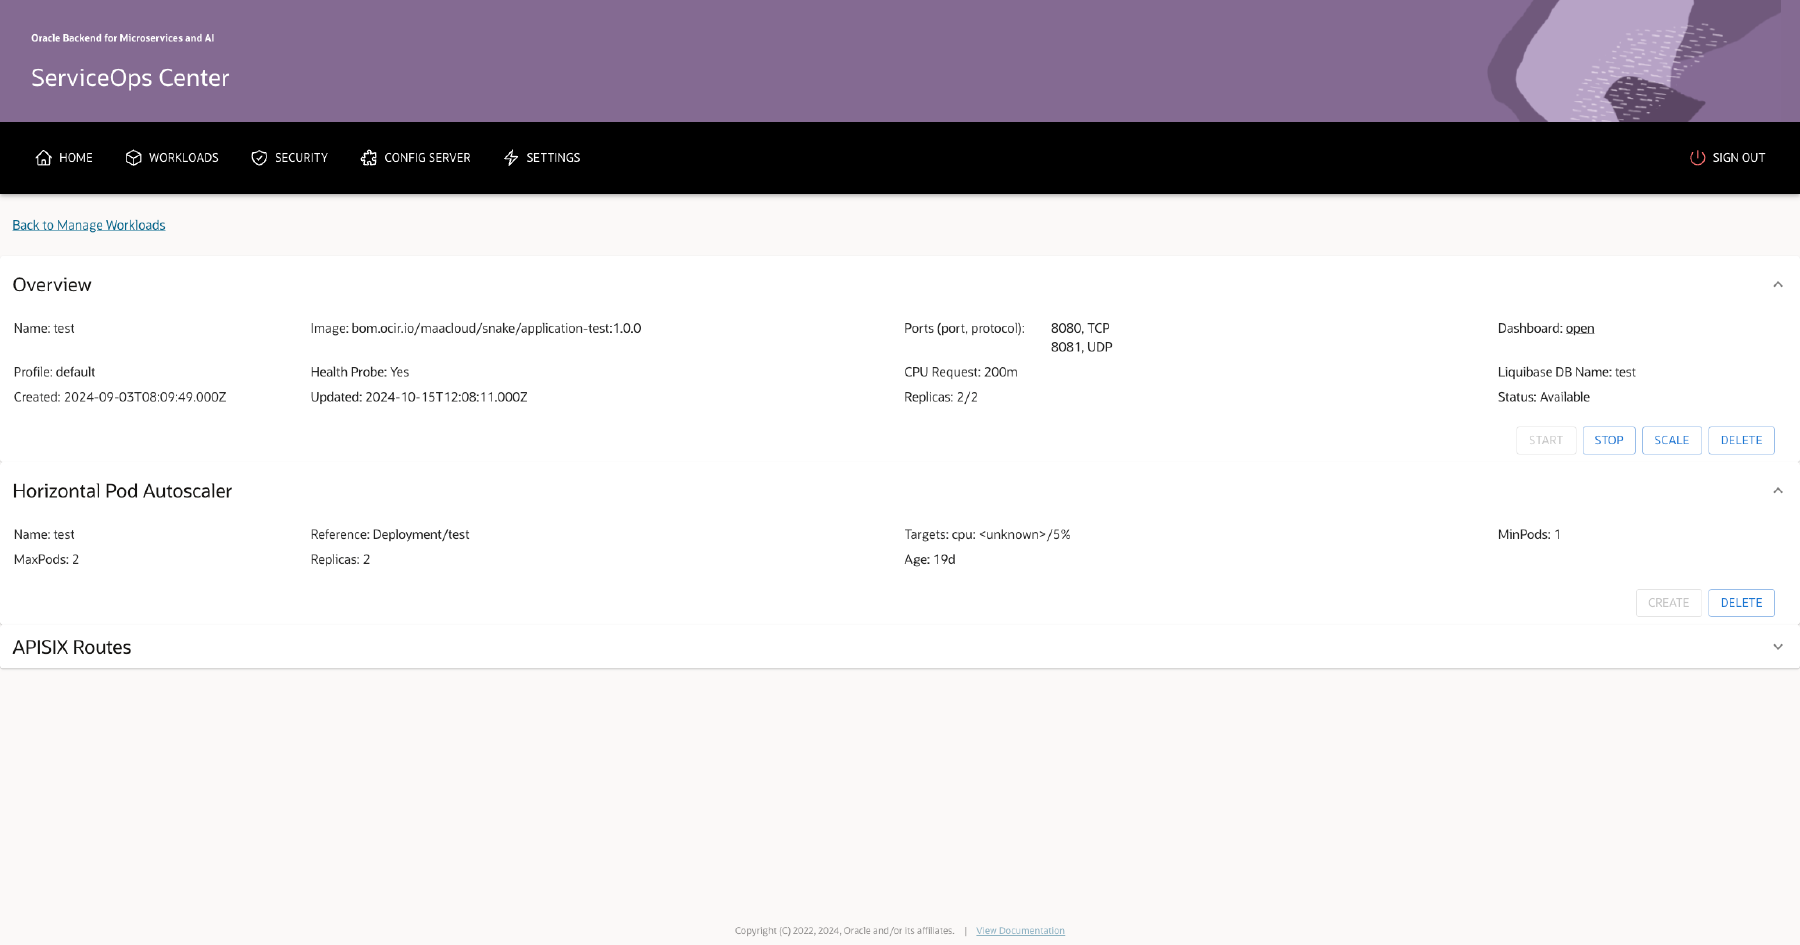 Oracle Backend for Microservices and AI
ServiceOps Center
HOME WORKLOADS SECURITY CONFIG SERVER SETTINGS SIGN OUT
Back to Manage Workloads
Overview
Name: test Image: bom.ocir.io/maacloud/snake/application-test:1.0.0 Ports (port, protocol): 8080, TCP Dashboard: open
8081, UDP
Profile: default Health Probe: Yes CPU Request: 200m Liquibase DB Name: test
Created: 2024-09-03T08:09:49.000Z Updated: 2024-10-15T12:08:11.000Z Replicas: 2/2 Status: Available
START STOP SCALE DELETE
Horizontal Pod Autoscaler
Name: test Reference: Deployment/test Targets: cpu: <unknown>/5% MinPods: 1
MaxPods: 2 Replicas: 2 Age: 19d
CREATE DELETE
APISIX Routes
Copyright (C) 2022, 2024, Oracle and/or its affiliates. | View Documentation